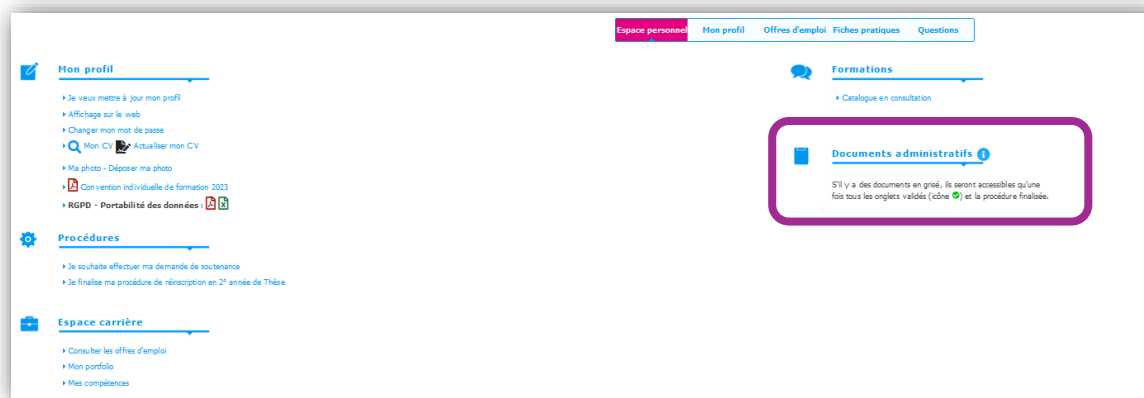 Espace personnel Mon profil Offres d'emploi Fiches pratiques Questions
Mon profil
Je veux mettre à jour mon profil
Affichage sur le web
Changer mon mot de passe
Mon CV Actualiser mon CV
Ma photo - Déposer ma photo
Convention individuelle de formation 2023
RGPD - Portabilité des données :
Procédures
Je souhaite effectuer ma demande de soutenance
Je finalise ma procédure de réinscription en 2° année de Thèse
Espace carrière
Consulter les offres d'emploi
Mon portfolio
Mes compétences
Formations
Catalogue en consultation
Documents administratifs
S'il y a des documents en grisé, ils seront accessibles qu'une
fois tous les onglets validés (icône ) et la procédure finalisée.